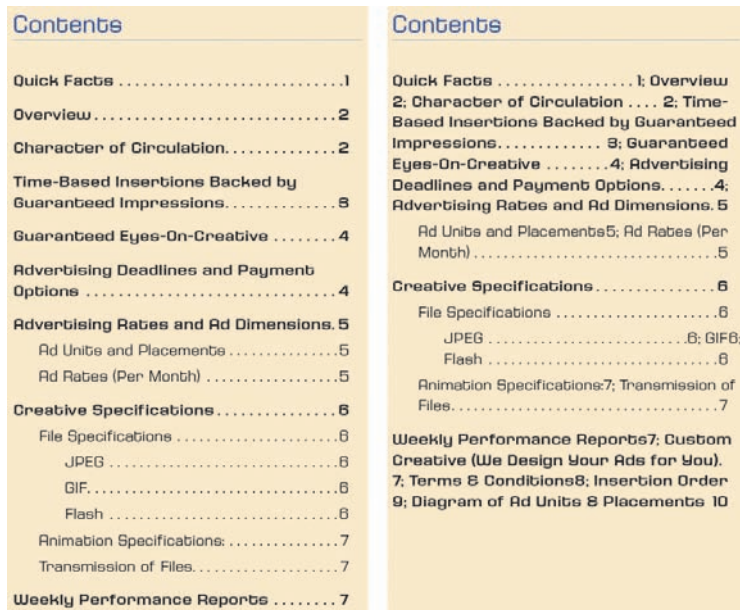 Contents
Quick Facts . . . . . . . . . . . . . . . . . . . . . . . . . . . . .1
Overview . . . . . . . . . . . . . . . . . . . . . . . . . . . . . . . .2
Character of Circulation. . . . . . . . . . . . . . .2
Time-Based Insertions Backed by
Guaranteed Impressions. . . . . . . . . . . . . . .3
Guaranteed Eyes-On-Creative . . . . . . . . .4
Advertising Deadlines and Payment
Options . . . . . . . . . . . . . . . . . . . . . . . . . . . . . . . . .4
Advertising Rates and Ad Dimensions. 5
Ad Units and Placements . . . . . . . . . . . . . .5
Ad Rates (Per Month) . . . . . . . . . . . . . . . . . .5
Creative Specifications . . . . . . . . . . . . . . . .6
File Specifications . . . . . . . . . . . . . . . . . . . . . .6
JPEG . . . . . . . . . . . . . . . . . . . . . . . . . . . . . . .6
GIF. . . . . . . . . . . . . . . . . . . . . . . . . . . . . . . . .6
Flash . . . . . . . . . . . . . . . . . . . . . . . . . . . . . . .6
Animation Specifications: . . . . . . . . . . . . . . .7
Transmission of Files. . . . . . . . . . . . . . . . . . . .7
Weekly Performance Reports . . . . . . . . 7
Contents
Quick Facts . . . . . . . . . . . . . . . . . 1; Overview
2; Character of Circulation . . . . 2; Time-
Based Insertions Backed by Guaranteed
Impressions. . . . . . . . . . . . . 3; Guaranteed
Eyes-On-Creative . . . . . . . .4; Advertising
Deadlines and Payment Options. . . . . . .4;
Advertising Rates and Ad Dimensions. 5
Ad Units and Placements5; Ad Rates (Per
Month) . . . . . . . . . . . . . . . . . . . . . . . . . . . . . . . . .5
Creative Specifications . . . . . . . . . . . . . . .6
File Specifications . . . . . . . . . . . . . . . . . . . . . .6
JPEG . . . . . . . . . . . . . . . . . . . . . . . .6; GIF6;
Flash . . . . . . . . . . . . . . . . . . . . . . . . . . . . . . .6
Animation Specifications:7; Transmission of
Files. . . . . . . . . . . . . . . . . . . . . . . . . . . . . . . . . . .7
Weekly Performance Reports7; Custom
Creative (We Design Your Ads for You).
7; Terms & Conditions8; Insertion Order
9; Diagram of Ad Units & Placements 10